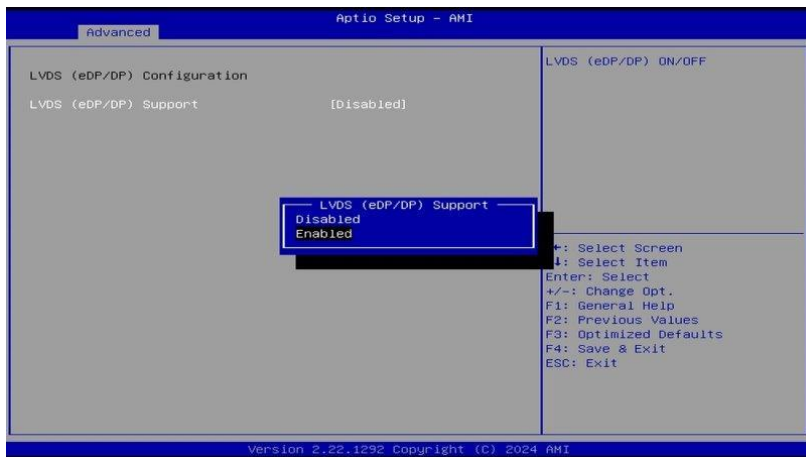 Aptio Setup – AMI
Advanced
LVDS (eDP/DP) Configuration
LVDS (eDP/DP) Support [Disabled]
LVDS (eDP/DP) ON/OFF
LVDS (eDP/DP) Support
Disabled
Enabled
: Select Screen
: Select Item
Enter: Select
+/-: Change Opt.
F1: General Help
F2: Previous Values
F3: Optimized Defaults
F4: Save & Exit
ESC: Exit
Version 2.22.1292 Copyright (C) 2024 AMI